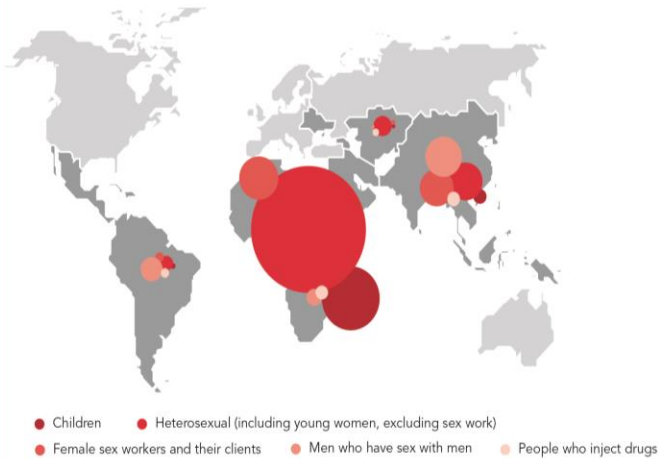 Children Heterosexual (including young women, excluding sex work)
Female sex workers and their clients Men who have sex with men People who inject drugs